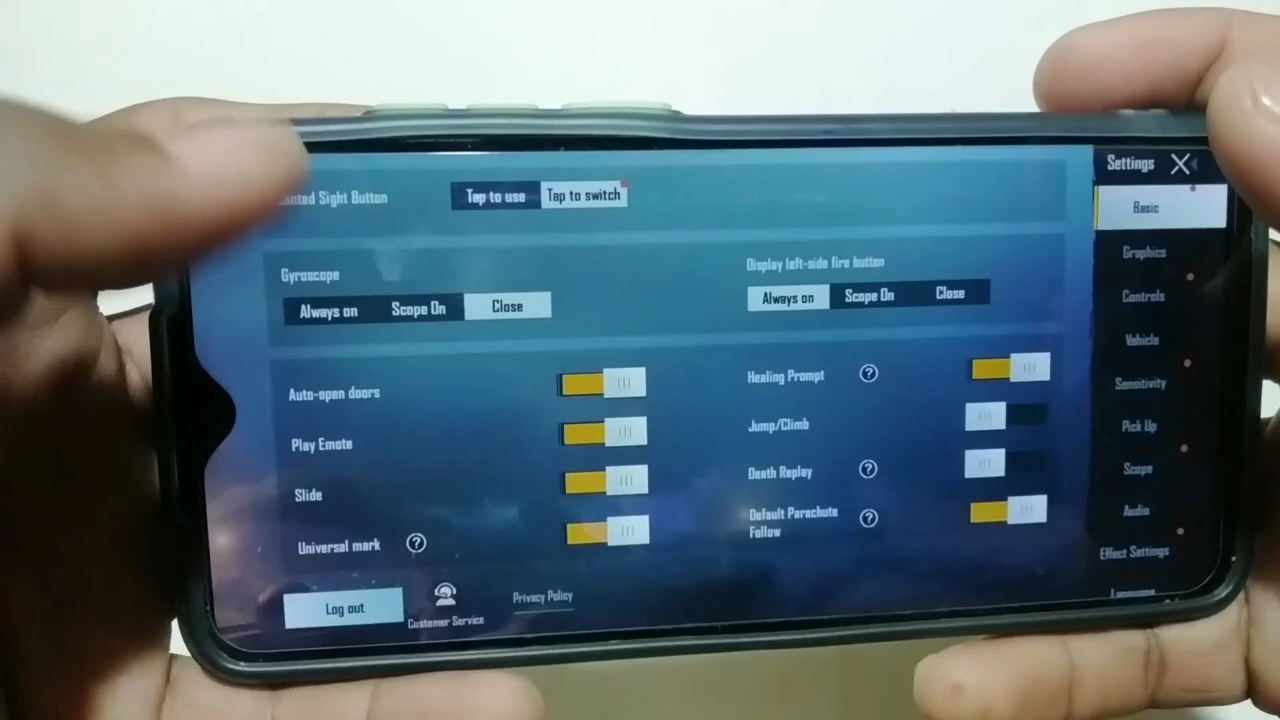 Sight Button
Tap to use
Tap to switch
Gyroscope
Always on
Scope On
Close
Display left-side fire button
Always on
Scope On
Close
Auto-open doors
Play Emote
Slide
Universal mark
?
Healing Prompt
?
Jump/Climb
Death Replay
?
Default Parachute
Follow
?
Log out
Customer Service
Privacy Policy
Settings
Basic
Graphics
Controls
Vehicle
Sensitivity
Pick Up
Scope
Audio
Effect Settings